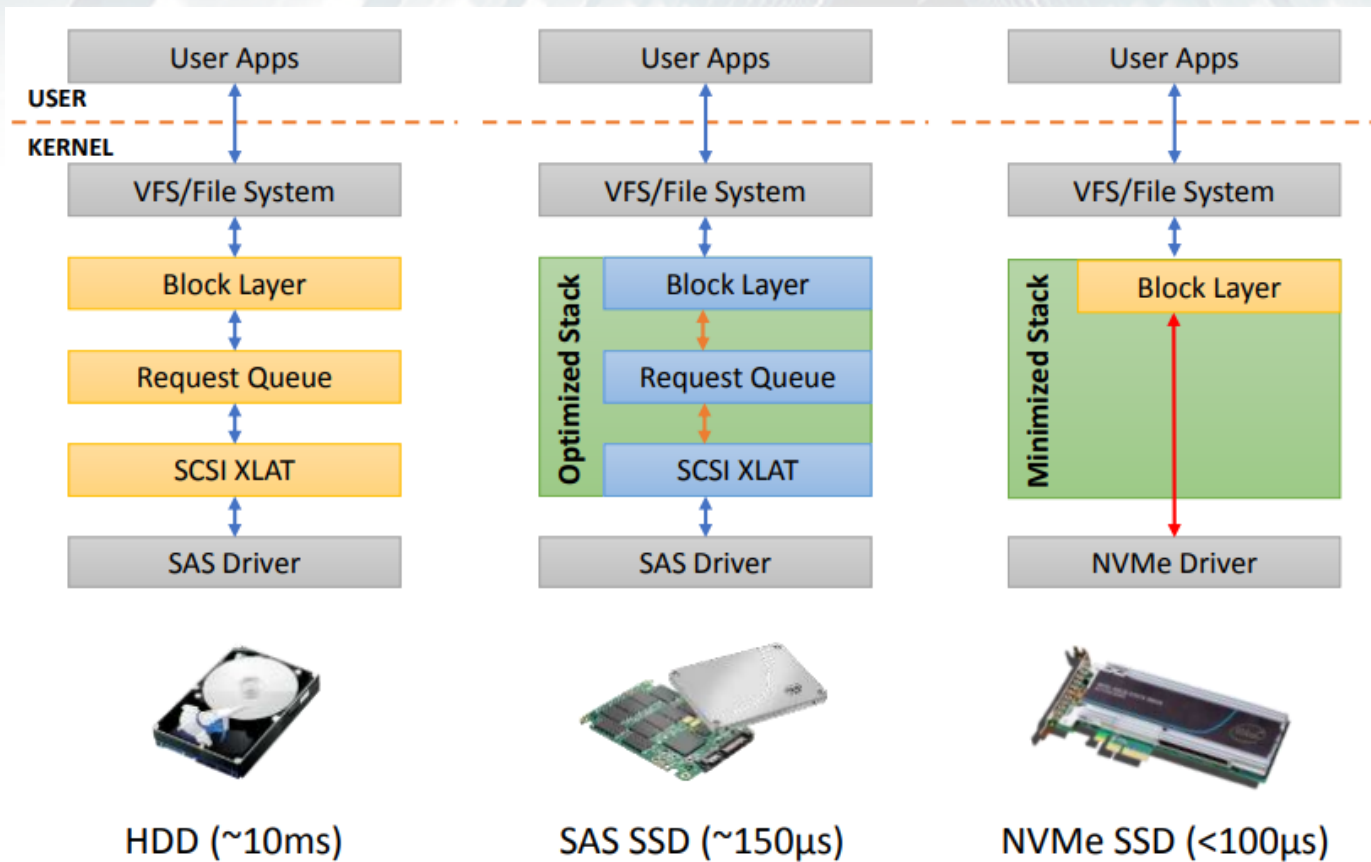 User Apps
User Apps
User Apps
USER
KERNEL
VFS/File System
VFS/File System
VFS/File System
Block Layer
Request Queue
SCSI XLAT
SAS Driver
Optimized Stack
Block Layer
Request Queue
SCSI XLAT
SAS Driver
Minimized Stack
Block Layer
NVMe Driver
HDD (~10ms)
SAS SSD (~150µs)
NVMe SSD (<100µs)